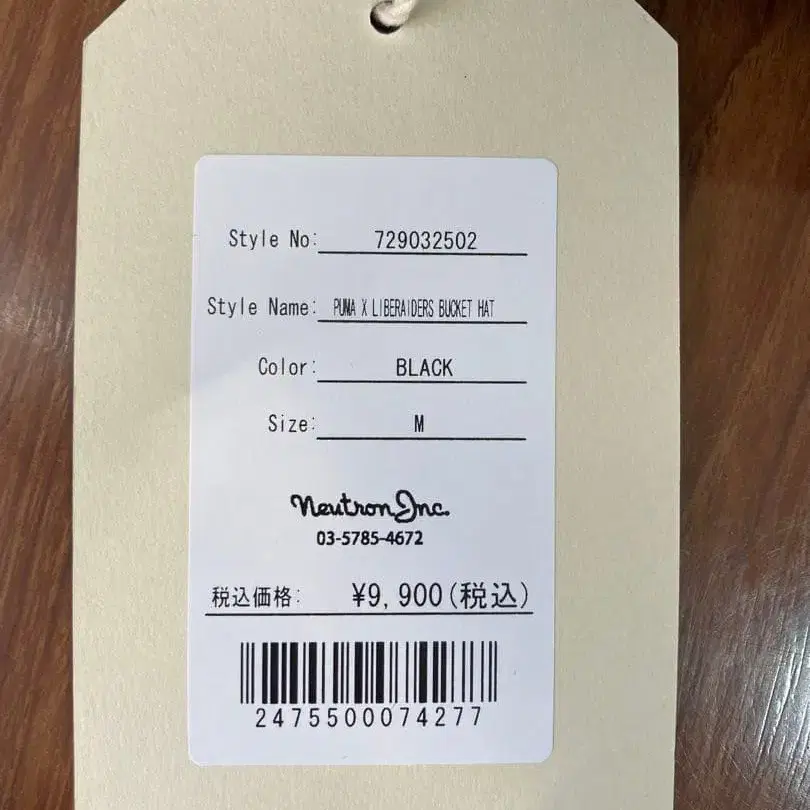 Style No: 729032502
Style Name: PUMA X LIBERAIDERS BUCKET HAT
Color: BLACK
Size: M
Neutron Inc.
03-5785-4672
税込価格: ¥9,900(税込)
2475500074277